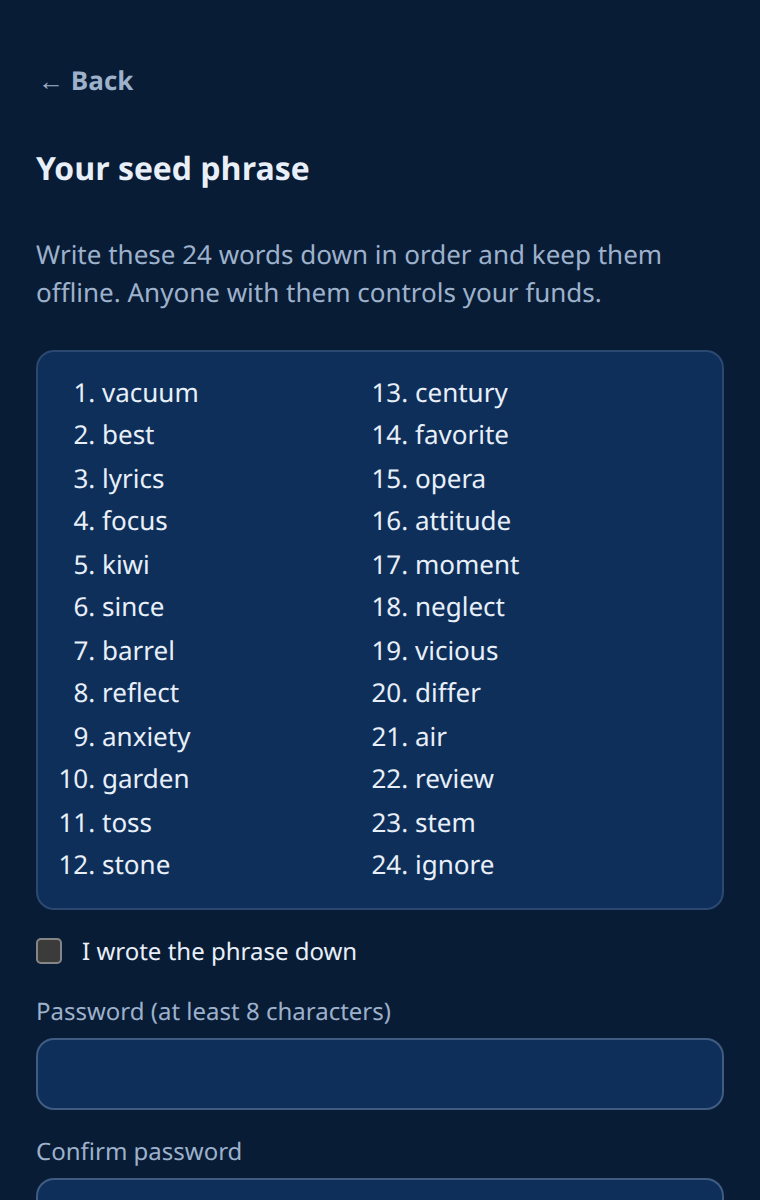 ← Back
Your seed phrase
Write these 24 words down in order and keep them
offline. Anyone with them controls your funds.
1. vacuum
2. best
3. lyrics
4. focus
5. kiwi
6. since
7. barrel
8. reflect
9. anxiety
10. garden
11. toss
12. stone
13. century
14. favorite
15. opera
16. attitude
17. moment
18. neglect
19. vicious
20. differ
21. air
22. review
23. stem
24. ignore
I wrote the phrase down
Password (at least 8 characters)
Confirm password